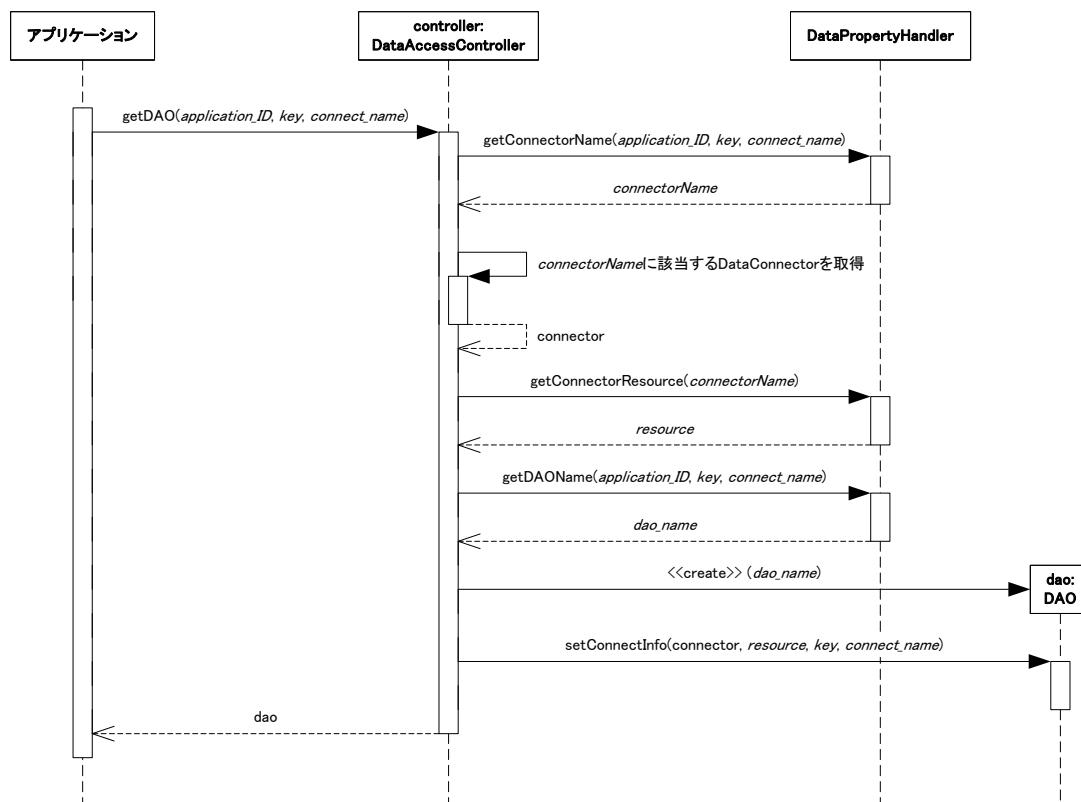 アプリケーション
controller:
DataAccessController
DataPropertyHandler
getDAO(application_ID, key, connect_name)
getConnectorName(application_ID, key, connect_name)
connectorName
connectorNameに該当するDataConnectorを取得
connector
getConnectorResource(connectorName)
resource
getDAOName(application_ID, key, connect_name)
dao_name
<<create>> (dao_name)
dao:
DAO
setConnectInfo(connector, resource, key, connect_name)
dao